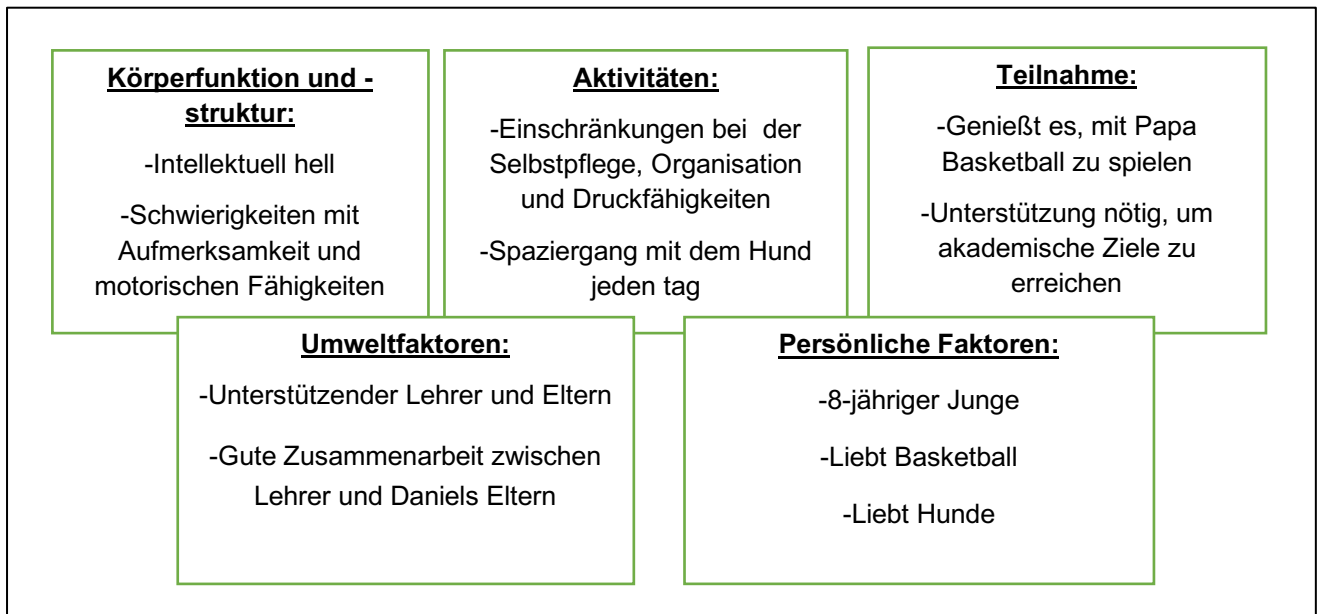 Körperfunktion und -
struktur:
-Intellektuell hell
-Schwierigkeiten mit
Aufmerksamkeit und
motorischen Fähigkeiten
Aktivitäten:
-Einschränkungen bei der
Selbstpflege, Organisation
und Druckfähigkeiten
-Spaziergang mit dem Hund
jeden tag
Teilnahme:
-Genießt es, mit Papa
Basketball zu spielen
-Unterstützung nötig, um
akademische Ziele zu
erreichen
Umweltfaktoren:
-Unterstützender Lehrer und Eltern
-Gute Zusammenarbeit zwischen
Lehrer und Daniels Eltern
Persönliche Faktoren:
-8-jähriger Junge
-Liebt Basketball
-Liebt Hunde